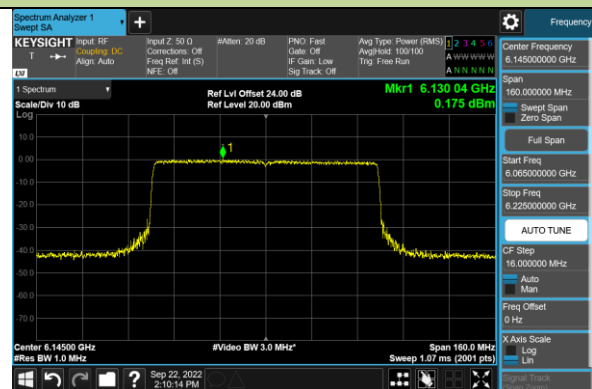 Spectrum Analyzer 1
Swept SA
Frequency
KEYSIGHT
Input: RF
Coupling: DC
Align: Auto
Input Z: 50 Ω
Corrections: Off
Freq Ref: Int (S)
NFE: Off
#Atten: 20 dB
PNO: Fast
Gate: Off
IF Gain: Low
Sig Track: Off
Avg Type: Power (RMS)
Avg|Hold: 100/100
Trig: Free Run
1 2 3 4 5 6
A W W W W W
A N N N N N
LXI
T
1 Spectrum
Scale/Div 10 dB
Log
Ref Lvl Offset 24.00 dB
Ref Level 20.00 dBm
Mkr1 6.130 04 GHz
0.175 dBm
1
10.0
0.00
-10.0
-20.0
-30.0
-40.0
-50.0
-60.0
-70.0
Center 6.14500 GHz
#Res BW 1.0 MHz
#Video BW 3.0 MHz*
Span 160.0 MHz
Sweep 1.07 ms (2001 pts)
Center Frequency
6.145000000 GHz
Span
160.000000 MHz
Swept Span
Zero Span
Full Span
Start Freq
6.065000000 GHz
Stop Freq
6.225000000 GHz
AUTO TUNE
CF Step
16.000000 MHz
Auto
Man
Freq Offset
0 Hz
X Axis Scale
Log
Lin
Signal Track
Sep 22, 2022
2:10:14 PM